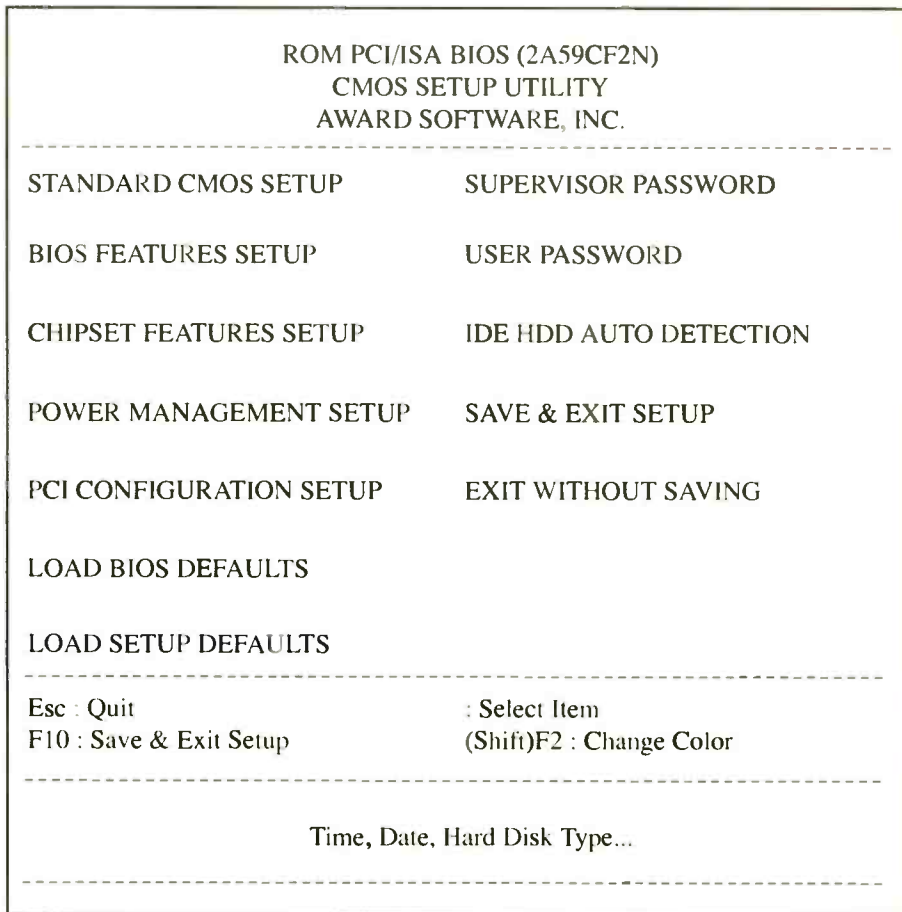 ROM PCI/ISA BIOS (2A59CF2N)
CMOS SETUP UTILITY
AWARD SOFTWARE, INC.
STANDARD CMOS SETUP SUPERVISOR PASSWORD
BIOS FEATURES SETUP USER PASSWORD
CHIPSET FEATURES SETUP IDE HDD AUTO DETECTION
POWER MANAGEMENT SETUP SAVE & EXIT SETUP
PCI CONFIGURATION SETUP EXIT WITHOUT SAVING
LOAD BIOS DEFAULTS
LOAD SETUP DEFAULTS
Esc : Quit : Select Item
F10 : Save & Exit Setup (Shift)F2 : Change Color
Time, Date, Hard Disk Type...